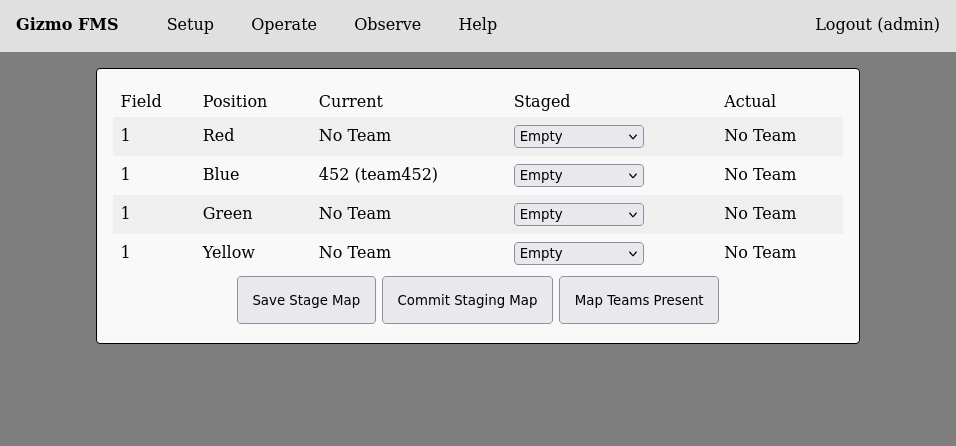 Gizmo FMS Setup Operate Observe Help Logout (admin)
Field Position Current Staged Actual
1 Red No Team Empty No Team
1 Blue 452 (team452) Empty No Team
1 Green No Team Empty No Team
1 Yellow No Team Empty No Team
Save Stage Map Commit Staging Map Map Teams Present